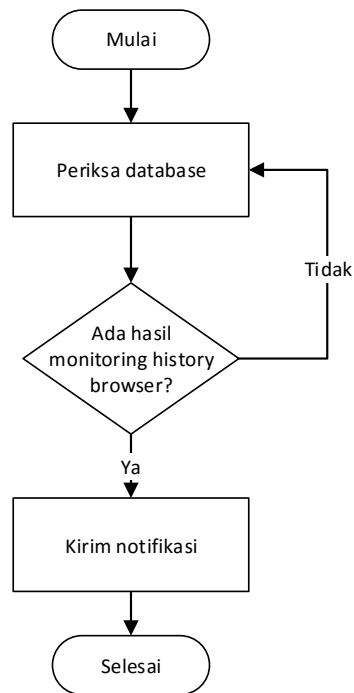 Mulai
Periksa database
Tidak
Ada hasil
monitoring history
browser?
Ya
Kirim notifikasi
Selesai